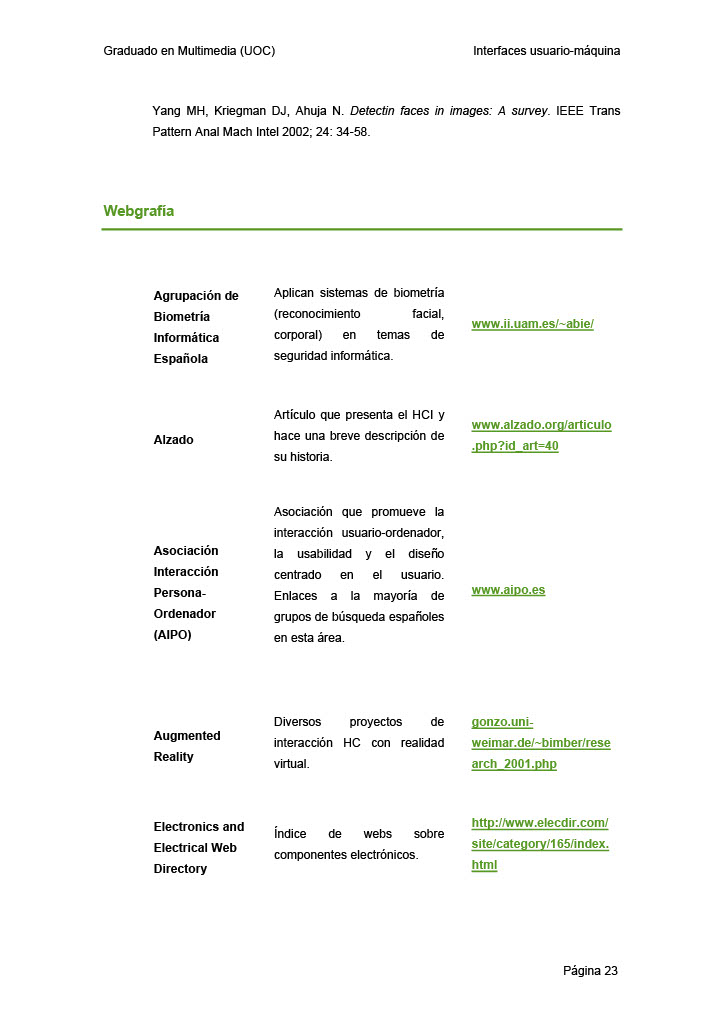 Graduado en Multimedia (UOC) Interfaces usuario-máquina
Yang MH, Kriegman DJ, Ahuja N. Detectin faces in images: A survey. IEEE Trans
Pattern Anal Mach Intel 2002; 24: 34-58.
Webgrafía
Agrupación de
Biometría
Informática
Española
Aplican sistemas de biometría
(reconocimiento facial,
corporal) en temas de
seguridad informática.
www.ii.uam.es/~abie/
Alzado
Artículo que presenta el HCI y
hace una breve descripción de
su historia.
www.alzado.org/articulo
.php?id_art=40
Asociación
Interacción
Persona-
Ordenador
(AIPO)
Asociación que promueve la
interacción usuario-ordenador,
la usabilidad y el diseño
centrado en el usuario.
Enlaces a la mayoría de
grupos de búsqueda españoles
en esta área.
www.aipo.es
Augmented
Reality
Diversos proyectos de
interacción HC con realidad
virtual.
gonzo.uni-
weimar.de/~bimber/rese
arch_2001.php
Electronics and
Electrical Web
Directory
Índice de webs sobre
componentes electrónicos.
http://www.elecdir.com/
site/category/165/index.
html
Página 23